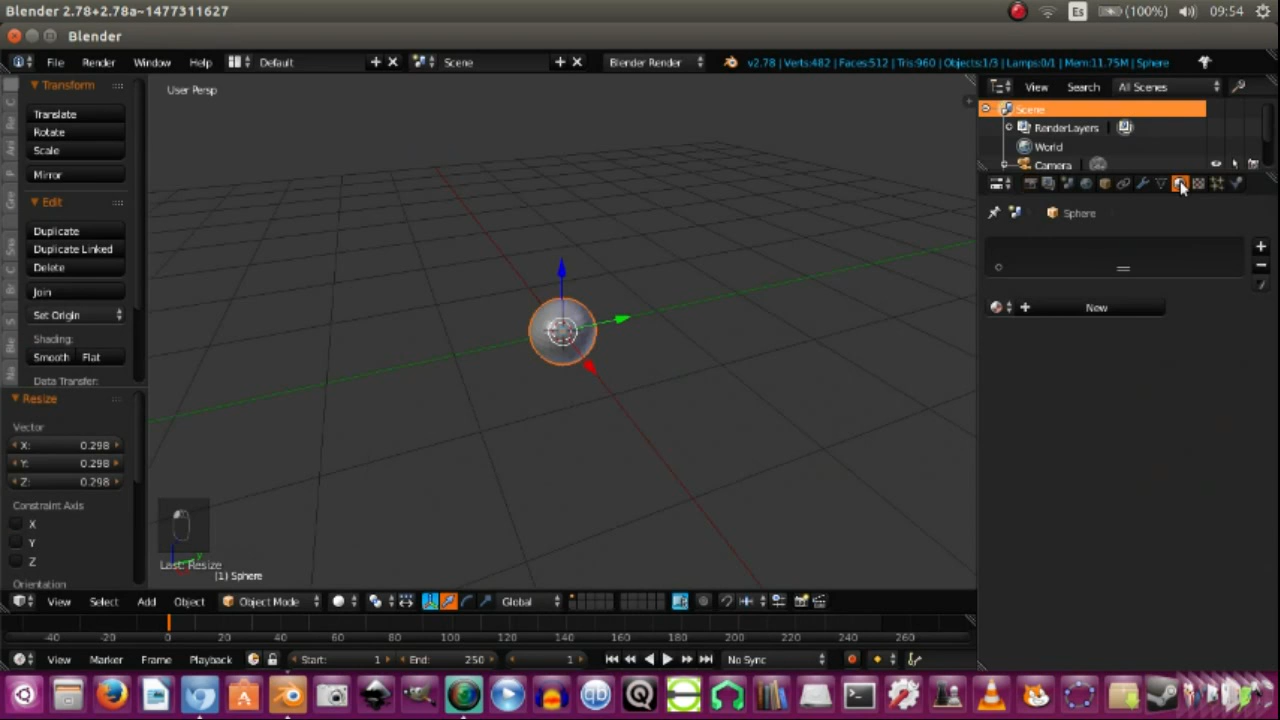 Blender 2.78+2.78a~1477311627 Es (100%) 09:54
Blender
File Render Window Help Default Scene Blender Render v2.78 | Verts:482 | Faces:512 | Tris:960 | Objects:1/3 | Lamps:0/1 | Mem:11.75M | Sphere
Transform
Translate
Rotate
Scale
Mirror
Edit
Duplicate
Duplicate Linked
Delete
Join
Set Origin
Shading:
Smooth Flat
Data Transfer:
Resize
Vector
X: 0.298
Y: 0.298
Z: 0.298
Constraint Axis
X
Y
Z
Orientation
User Persp
Last: Resize
(1) Sphere
View Search All Scenes
Scene
RenderLayers
World
Camera
Sphere
New
View Select Add Object Object Mode Global
-40 -20 0 20 40 60 80 100 120 140 160 180 200 220 240 260
View Marker Frame Playback Start: 1 End: 250 1 No Sync